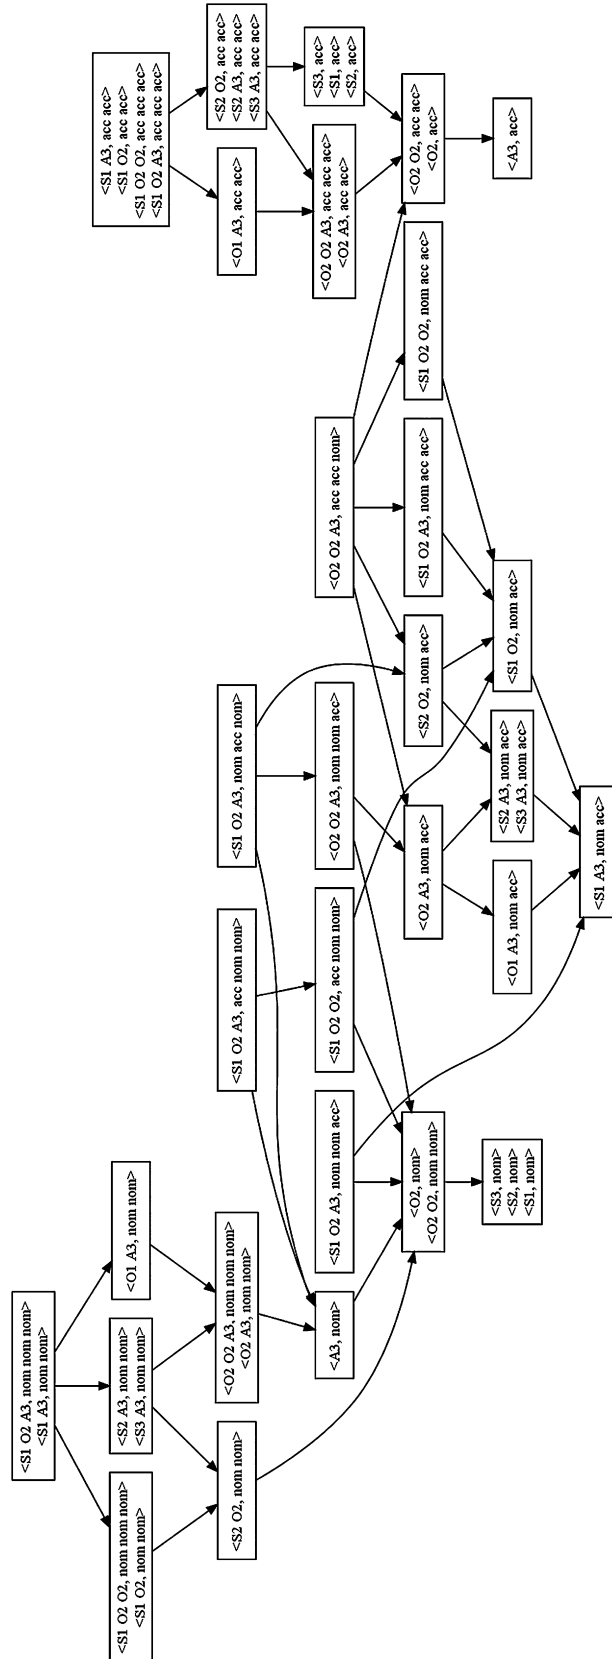 <S1 O2 A3, nom nom nom>
<S1 A3, nom nom>
<S1 O2 O2, nom nom nom>
<S1 O2, nom nom>
<S2 A3, nom nom>
<S3 A3, nom nom>
<O1 A3, nom nom>
<S2 O2, nom nom>
<O2 O2 A3, nom nom nom>
<O2 A3, nom nom>
<S1 O2 A3, acc nom nom>
<S1 O2 A3, nom acc nom>
<A3, nom>
<S1 O2 A3, nom nom acc>
<S1 O2 O2, acc nom nom>
<O2 O2 A3, nom nom acc>
<O2 O2 A3, acc acc nom>
<O2, nom>
<O2 O2, nom nom>
<O2 A3, nom acc>
<S2 O2, nom acc>
<S1 O2 A3, nom acc acc>
<S1 O2 O2, nom acc acc>
<S3, nom>
<S2, nom>
<S1, nom>
<O1 A3, nom acc>
<S2 A3, nom acc>
<S3 A3, nom acc>
<S1 O2, nom acc>
<S1 A3, nom acc>
<S1 A3, acc acc>
<S1 O2, acc acc>
<S1 O2 O2, acc acc acc>
<S1 O2 A3, acc acc acc>
<O1 A3, acc acc>
<S2 O2, acc acc>
<S2 A3, acc acc>
<S3 A3, acc acc>
<O2 O2 A3, acc acc acc>
<O2 A3, acc acc>
<S3, acc>
<S1, acc>
<S2, acc>
<O2 O2, acc acc>
<O2, acc>
<A3, acc>